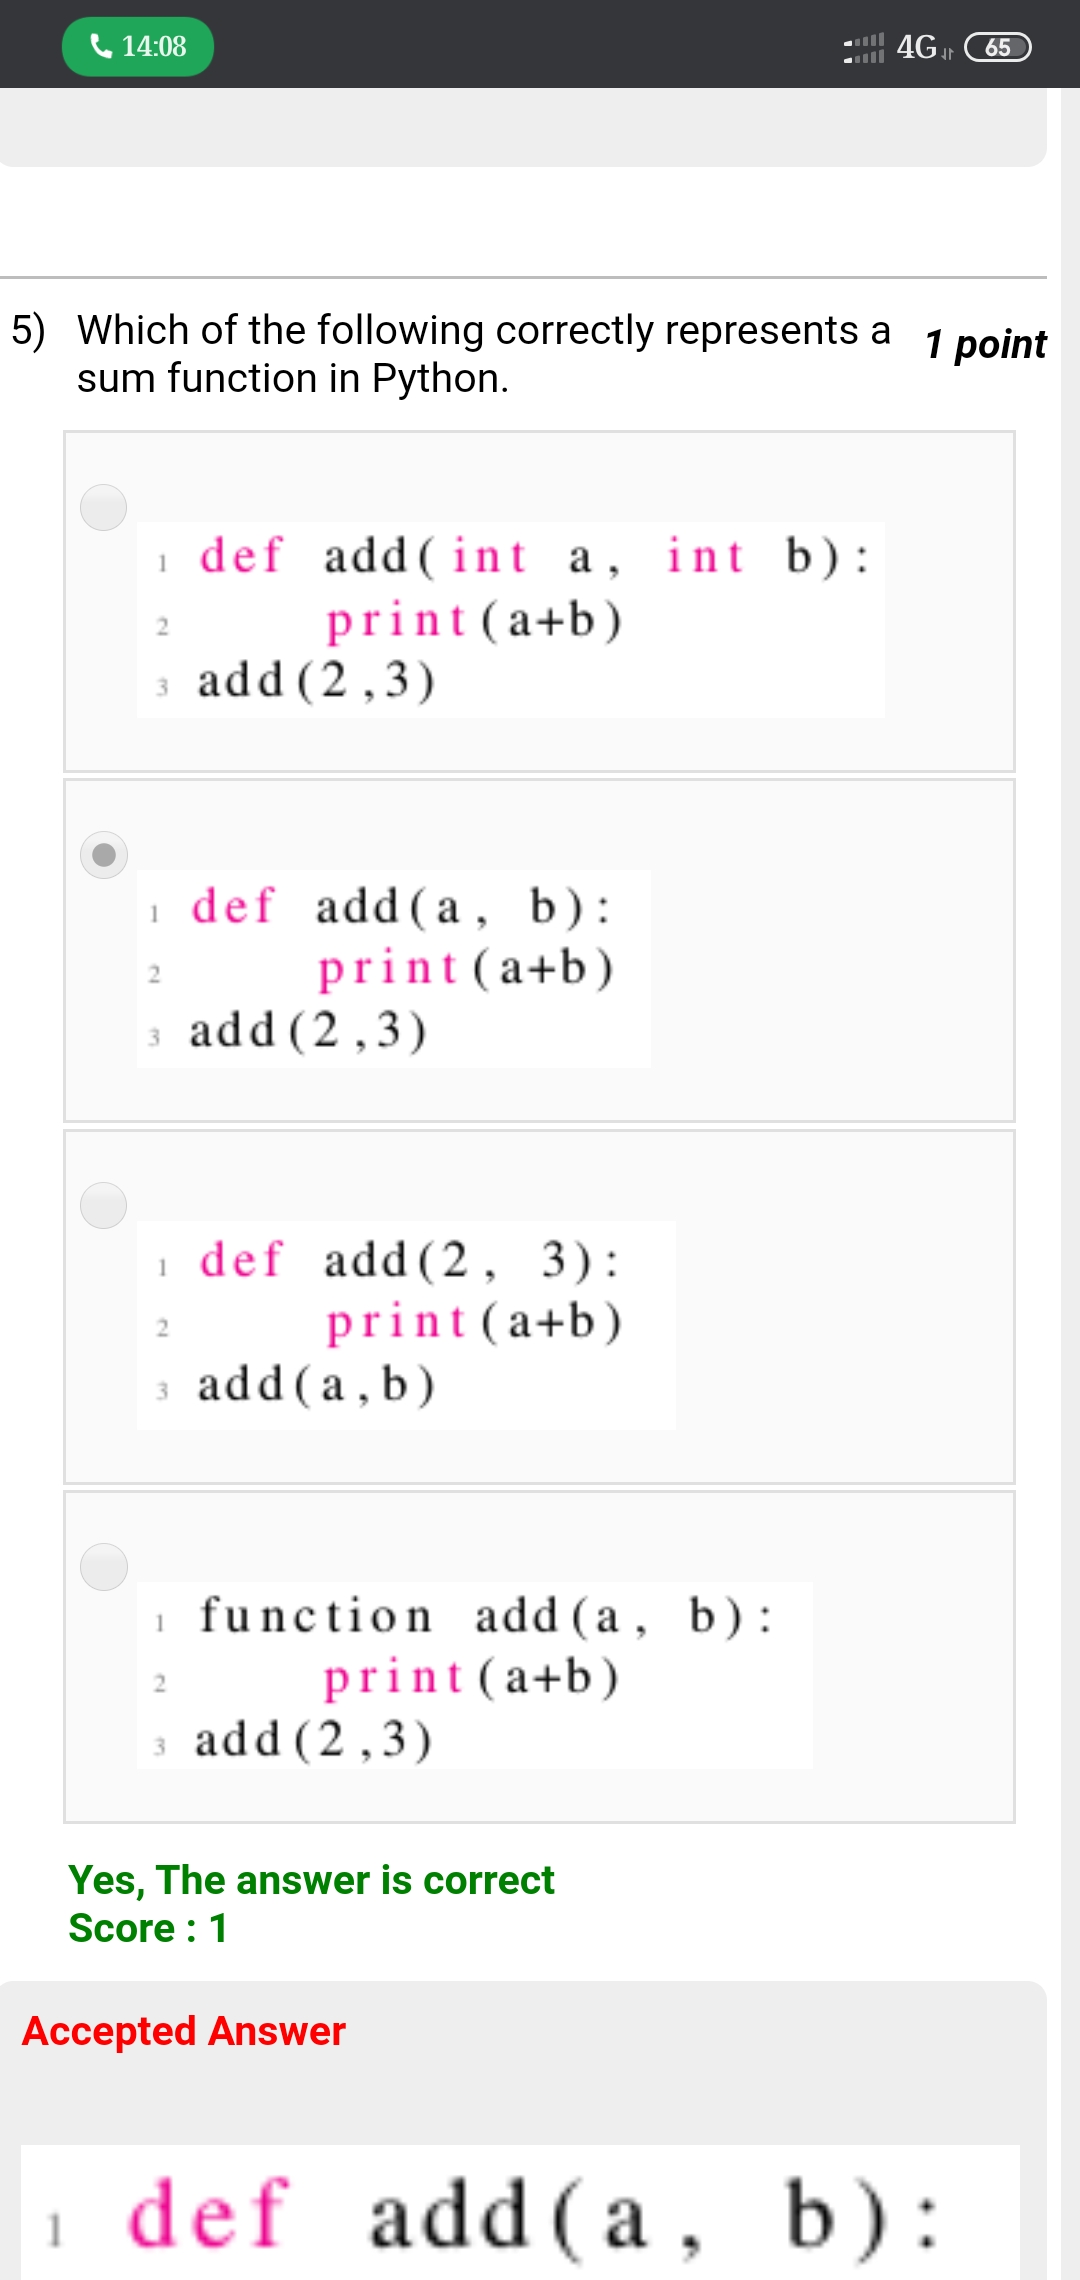 14:08 4G 65
5) Which of the following correctly represents a 1 point
sum function in Python.
1 def add(int a, int b):
2 print(a+b)
3 add(2,3)
1 def add(a, b):
2 print(a+b)
3 add(2,3)
1 def add(2, 3):
2 print(a+b)
3 add(a,b)
1 function add(a, b):
2 print(a+b)
3 add(2,3)
Yes, The answer is correct
Score : 1
Accepted Answer
1 def add(a, b):